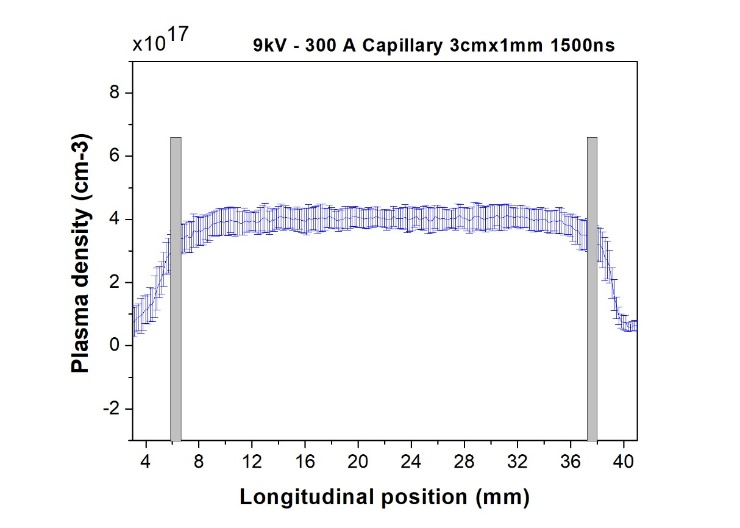 x10^17
9kV - 300 A Capillary 3cmx1mm 1500ns
8
6
4
2
0
-2
Plasma density (cm-3)
4 8 12 16 20 24 28 32 36 40
Longitudinal position (mm)